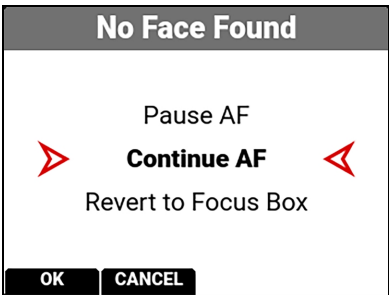 No Face Found
Pause AF
Continue AF
Revert to Focus Box
OK CANCEL